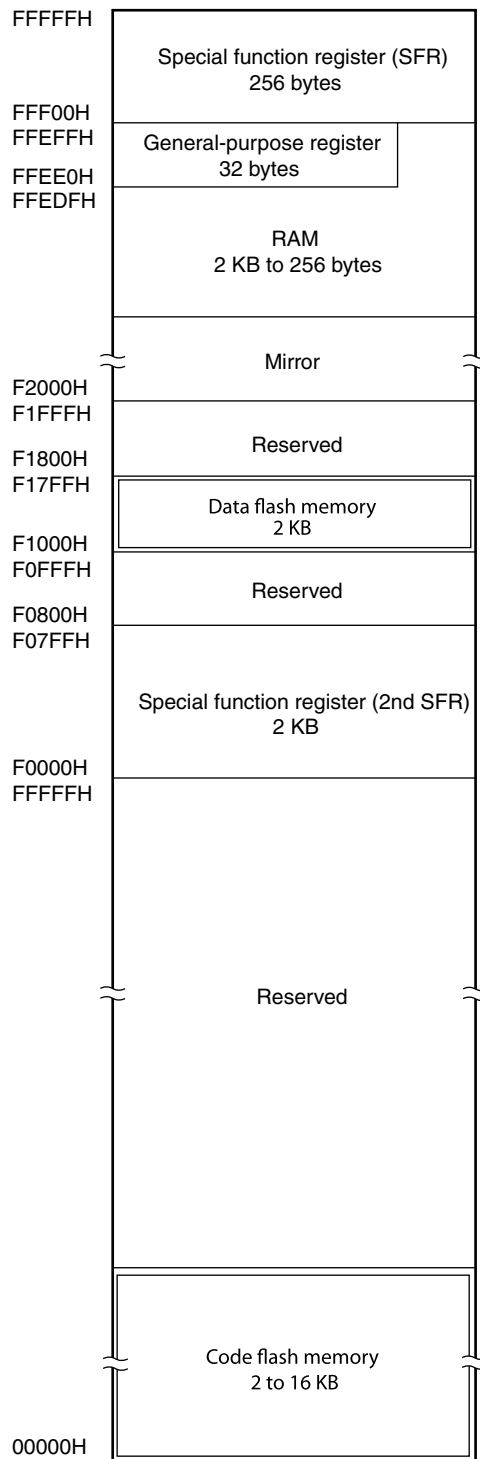 FFFFFH
Special function register (SFR)
256 bytes
FFF00H
FFEFFH
General-purpose register
32 bytes
FFEE0H
FFEDFH
RAM
2 KB to 256 bytes
Mirror
F2000H
F1FFFH
Reserved
F1800H
F17FFH
Data flash memory
2 KB
F1000H
F0FFFH
Reserved
F0800H
F07FFH
Special function register (2nd SFR)
2 KB
F0000H
FFFFFH
Reserved
Code flash memory
2 to 16 KB
00000H